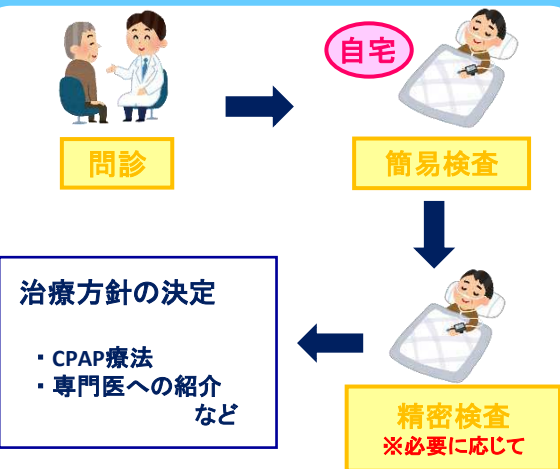 問診
自宅
簡易検査
精密検査
※必要に応じて
治療方針の決定
・CPAP療法
・専門医への紹介
など